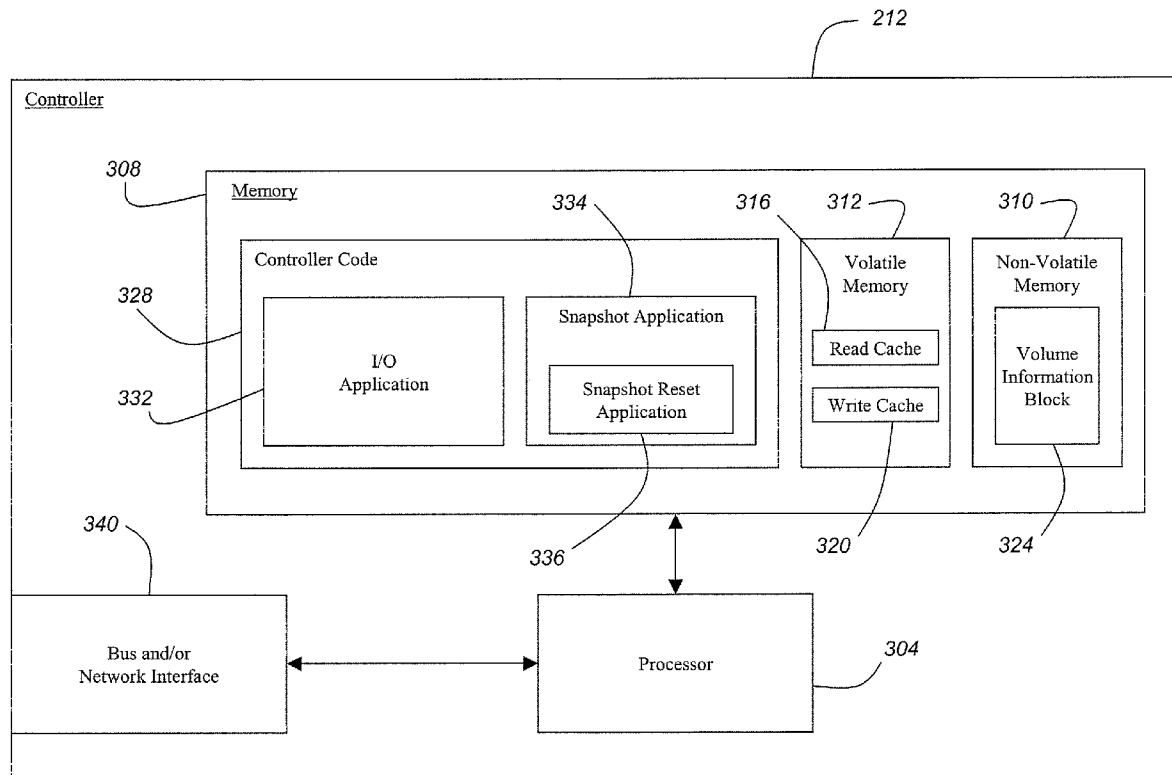 212
Controller
308
Memory
334
316
312
310
Controller Code
Volatile
Memory
Non-Volatile
Memory
328
Snapshot Application
I/O
Application
Read Cache
Volume
Information
Block
332
Snapshot Reset
Application
Write Cache
340
336
320
324
Bus and/or
Network Interface
Processor
304